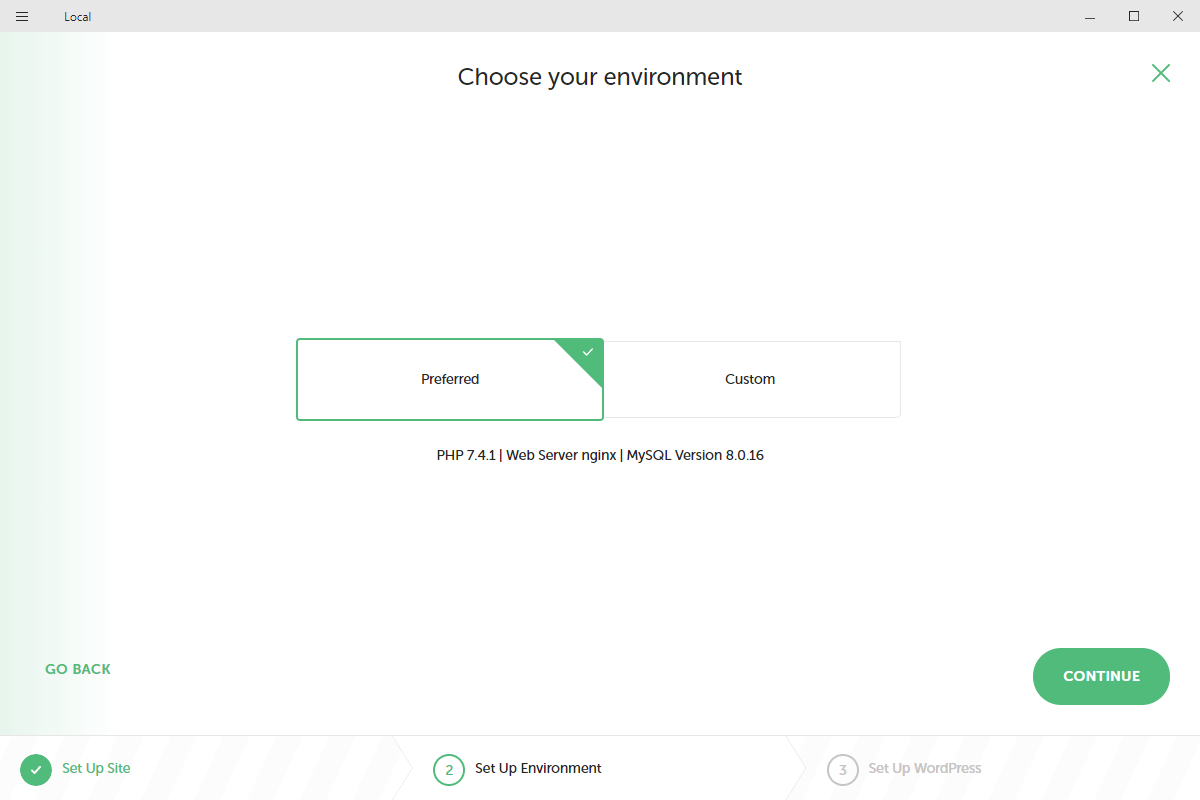 Local
Choose your environment
Preferred
Custom
PHP 7.4.1 | Web Server nginx | MySQL Version 8.0.16
GO BACK
CONTINUE
Set Up Site
2 Set Up Environment
3 Set Up WordPress